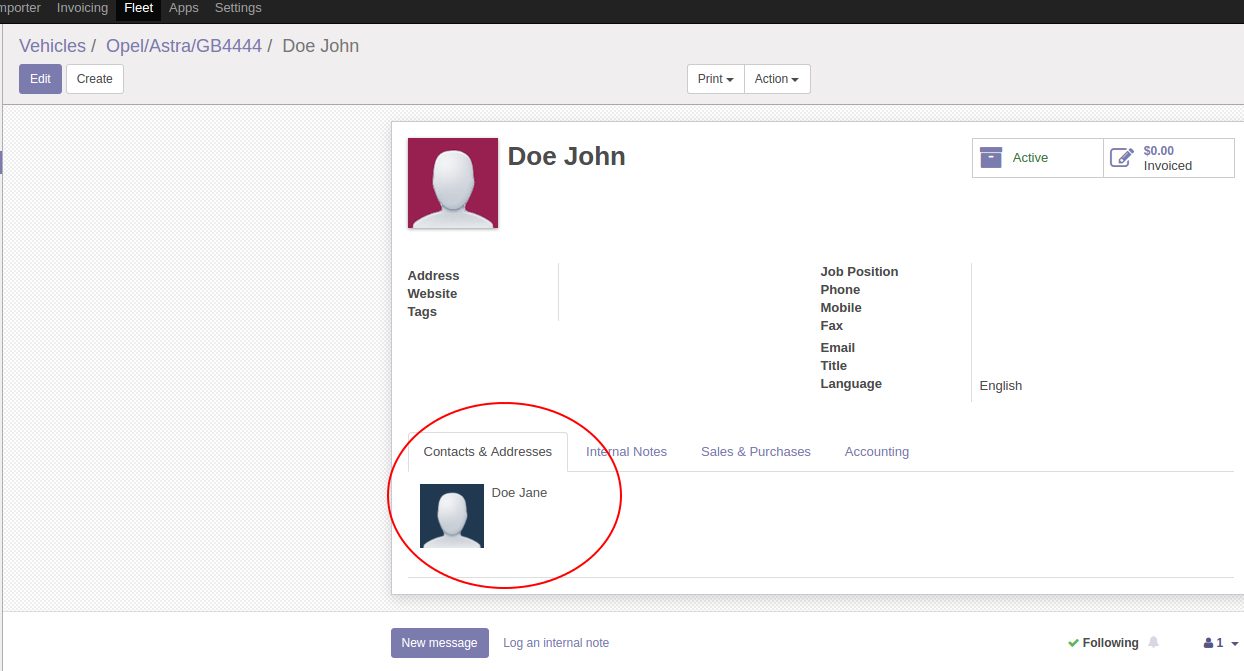 mporter Invoicing Fleet Apps Settings
Vehicles / Opel/Astra/GB4444 / Doe John
Edit Create Print Action
Doe John
Active
$0.00
Invoiced
Address
Website
Tags
Job Position
Phone
Mobile
Fax
Email
Title
Language English
Contacts & Addresses Internal Notes Sales & Purchases Accounting
Doe Jane
New message Log an internal note Following 1